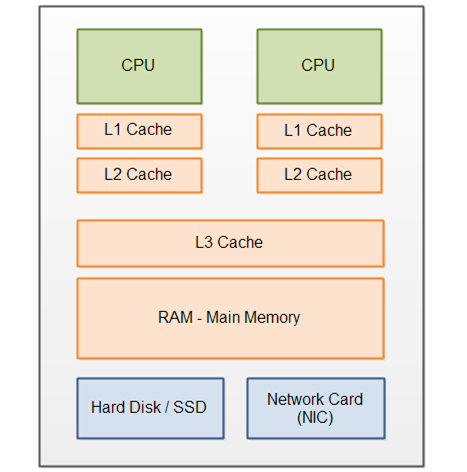 CPU
CPU
L1 Cache
L1 Cache
L2 Cache
L2 Cache
L3 Cache
RAM - Main Memory
Hard Disk / SSD
Network Card
(NIC)